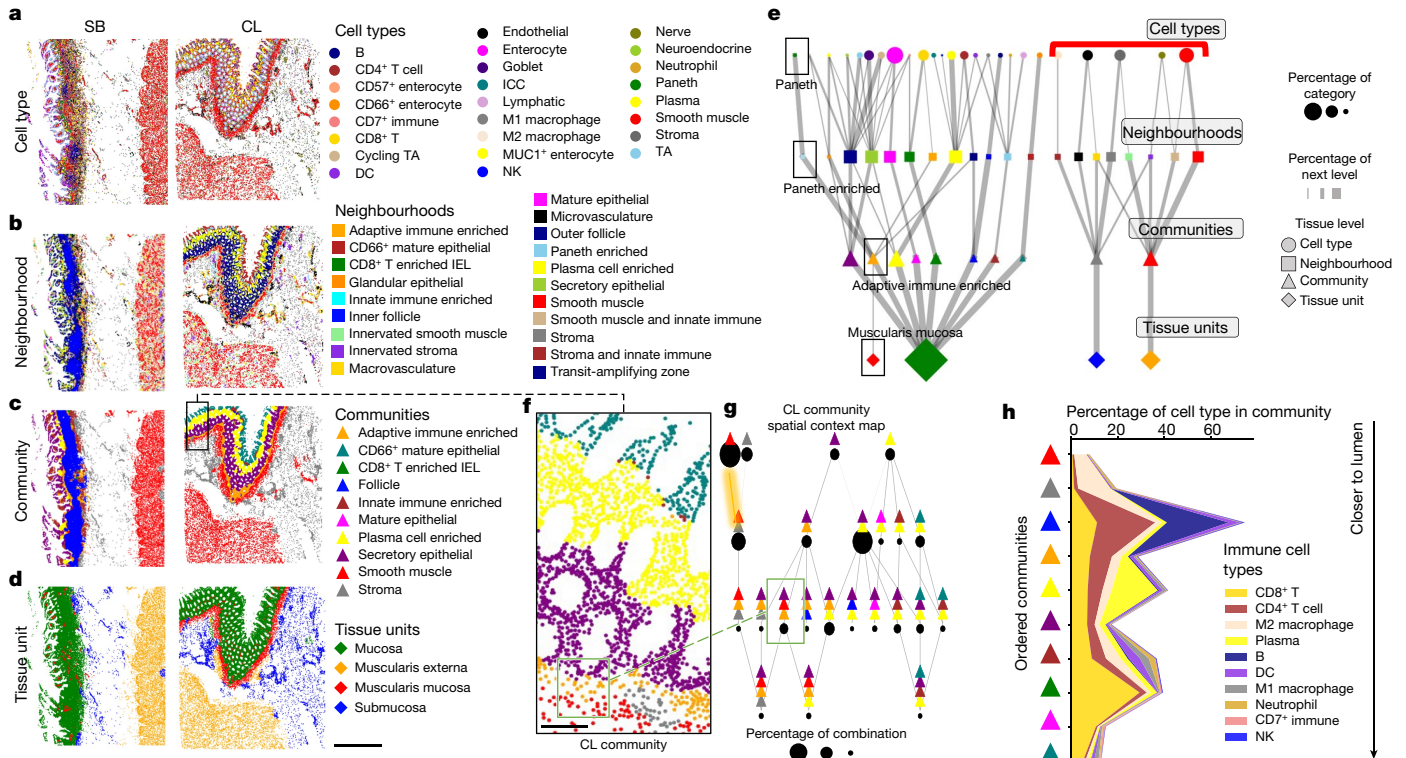 a
SB
CL
Cell type
Cell types
B
CD4⁺ T cell
CD57⁺ enterocyte
CD66⁺ enterocyte
CD7⁺ immune
CD8⁺ T
Cycling TA
DC
Endothelial
Enterocyte
Goblet
ICC
Lymphatic
M1 macrophage
M2 macrophage
MUC1⁺ enterocyte
NK
Nerve
Neuroendocrine
Neutrophil
Paneth
Plasma
Smooth muscle
Stroma
TA
b
Neighbourhood
Neighbourhoods
Adaptive immune enriched
CD66⁺ mature epithelial
CD8⁺ T enriched IEL
Glandular epithelial
Innate immune enriched
Inner follicle
Innervated smooth muscle
Innervated stroma
Macrovasculature
Mature epithelial
Microvasculature
Outer follicle
Paneth enriched
Plasma cell enriched
Secretory epithelial
Smooth muscle
Smooth muscle and innate immune
Stroma
Stroma and innate immune
Transit-amplifying zone
c
Community
Communities
Adaptive immune enriched
CD66⁺ mature epithelial
CD8⁺ T enriched IEL
Follicle
Innate immune enriched
Mature epithelial
Plasma cell enriched
Secretory epithelial
Smooth muscle
Stroma
d
Tissue unit
Tissue units
Mucosa
Muscularis externa
Muscularis mucosa
Submucosa
e
Cell types
Paneth
Neighbourhoods
Paneth enriched
Communities
Adaptive immune enriched
Muscularis mucosa
Tissue units
Percentage of
category
Percentage of
next level
Tissue level
Cell type
Neighbourhood
Community
Tissue unit
f
CL community
g
CL community
spatial context map
Percentage of combination
h
Percentage of cell type in community
0 20 40 60
Ordered communities
Closer to lumen
Immune cell
types
CD8⁺ T
CD4⁺ T cell
M2 macrophage
Plasma
B
DC
M1 macrophage
Neutrophil
CD7⁺ immune
NK